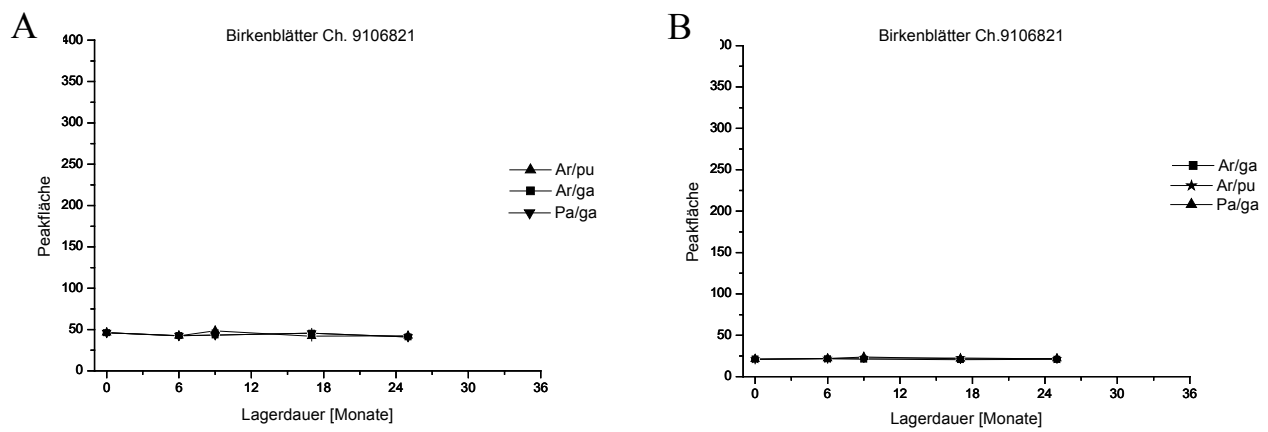 A
Birkenblätter Ch. 9106821
400
350
300
250
200
150
100
50
0
Peakfläche
0 6 12 18 24 30 36
Lagerdauer [Monate]
Ar/pu
Ar/ga
Pa/ga
B
Birkenblätter Ch.9106821
00
350
300
250
200
150
100
50
0
Peakfläche
0 6 12 18 24 30 36
Lagerdauer [Monate]
Ar/ga
Ar/pu
Pa/ga